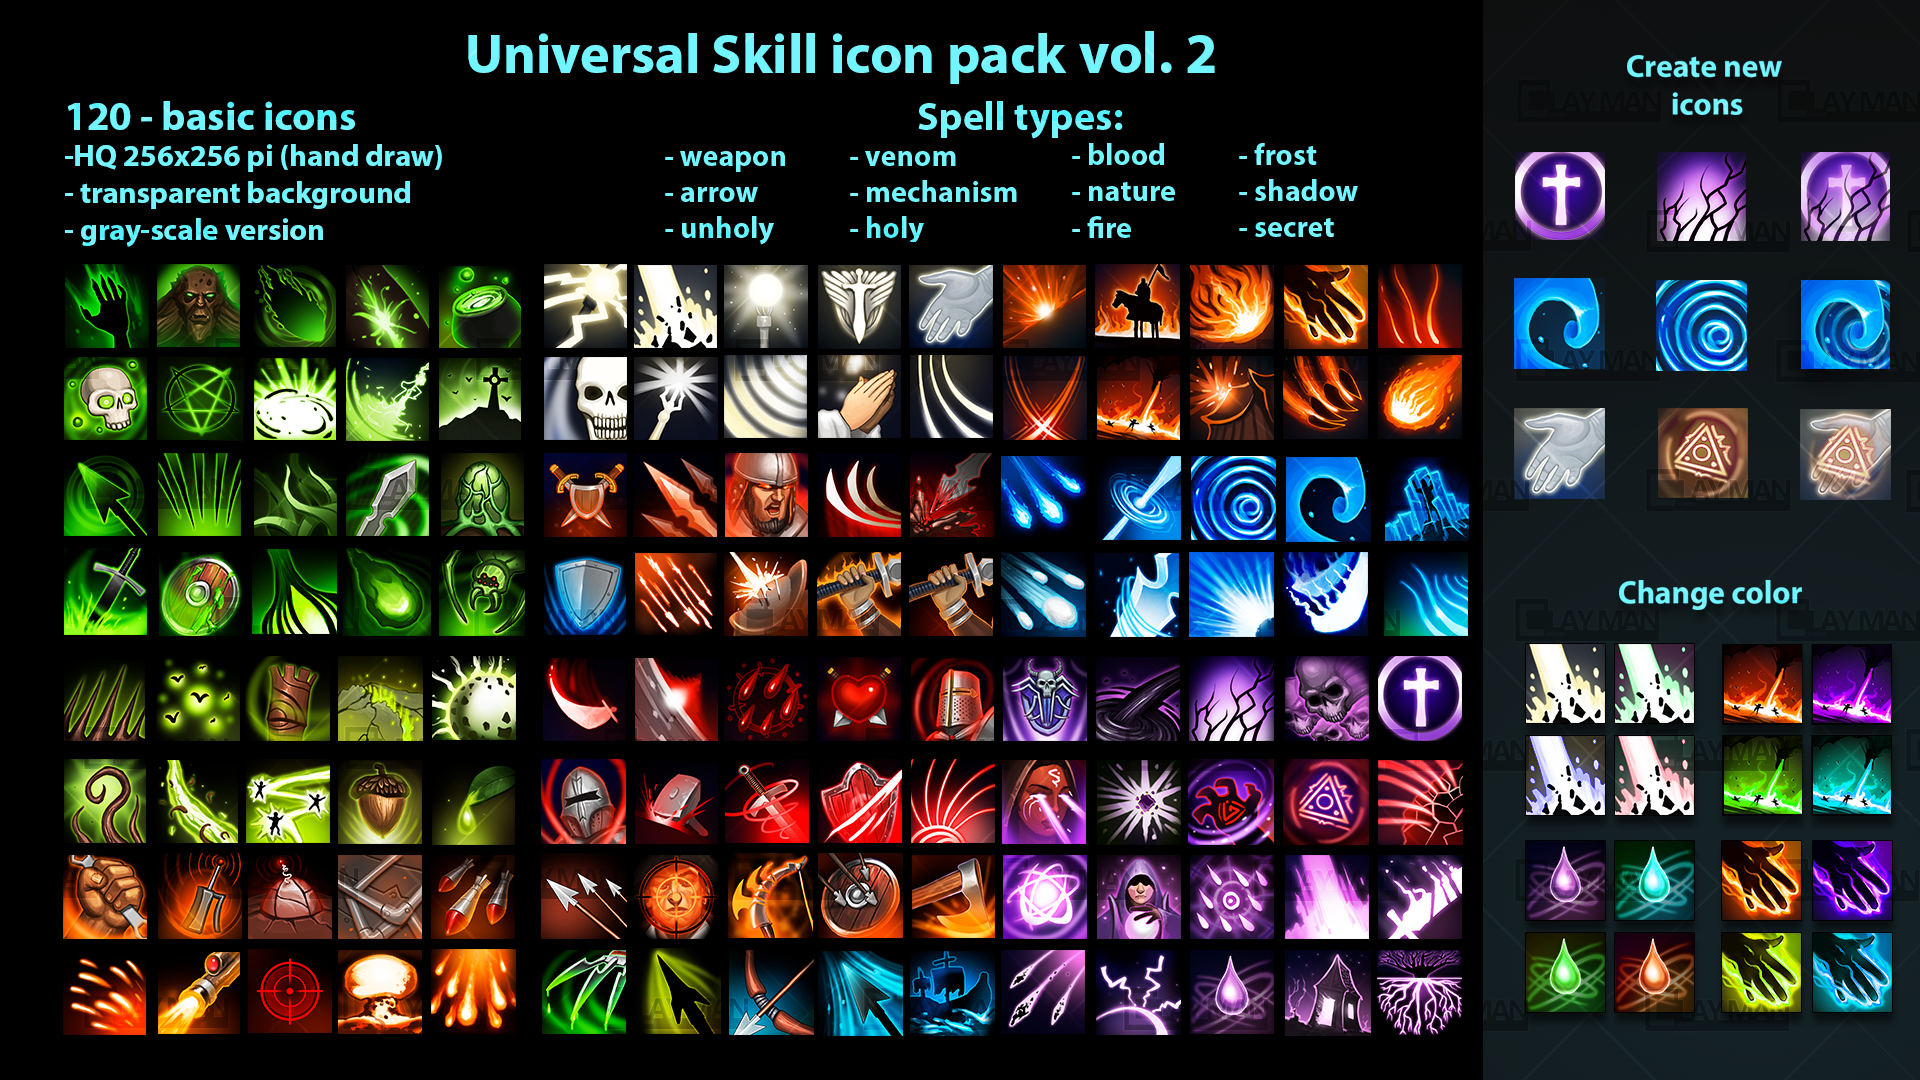 Universal Skill icon pack vol. 2
120 - basic icons
-HQ 256x256 pi (hand draw)
- transparent background
- gray-scale version
Spell types:
- weapon
- arrow
- unholy
- venom
- mechanism
- holy
- blood
- nature
- fire
- frost
- shadow
- secret
Create new
icons
Change color
CLAYMAN